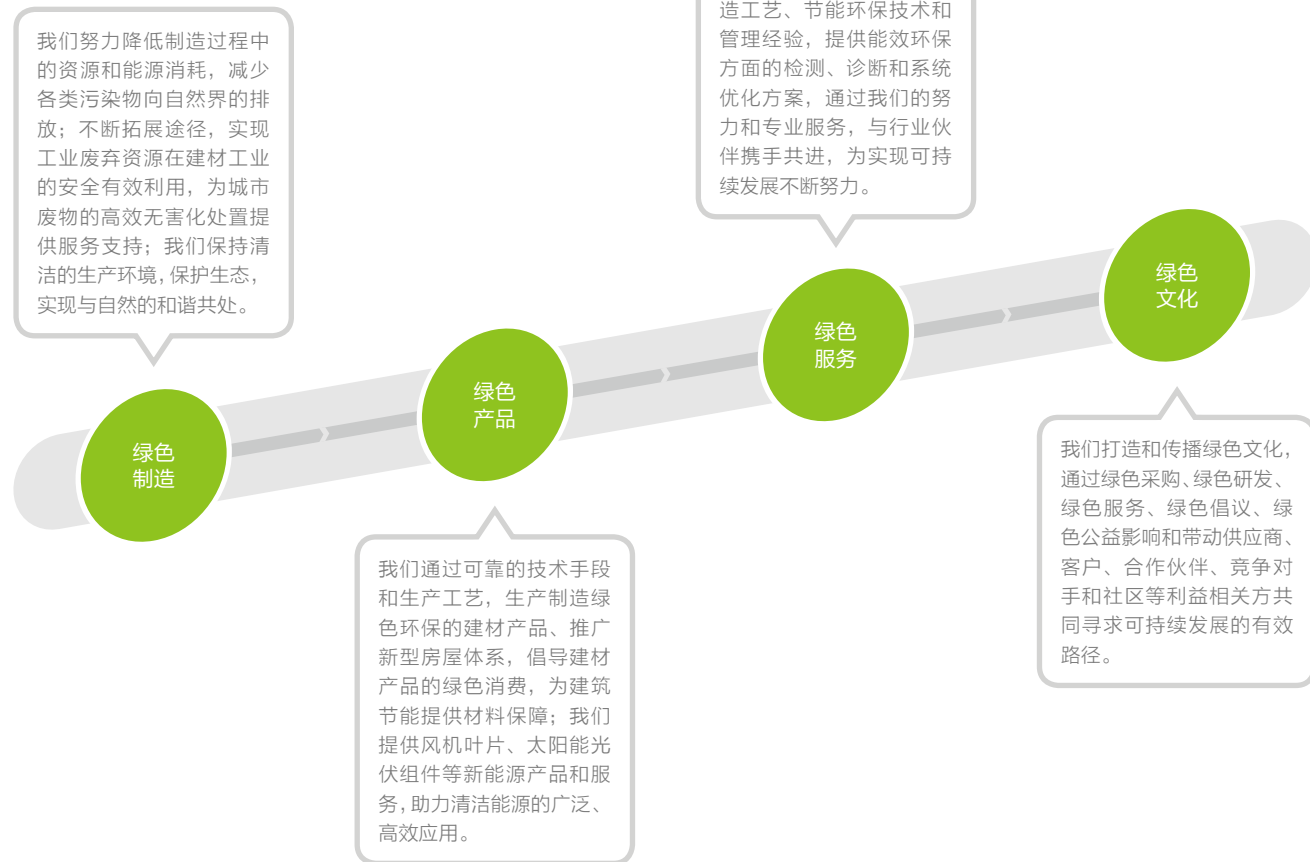 我们努力降低制造过程中
的资源和能源消耗，减少
各类污染物向自然界的排
放；不断拓展途径，实现
工业废弃资源在建材工业
的安全有效利用，为城市
废物的高效无害化处置提
供服务支持；我们保持清
洁的生产环境，保护生态，
实现与自然的和谐共处。
绿色
制造
绿色
产品
我们通过可靠的技术手段
和生产工艺，生产制造绿
色环保的建材产品、推广
新型房屋体系，倡导建材
产品的绿色消费，为建筑
节能提供材料保障；我们
提供风机叶片、太阳能光
伏组件等新能源产品和服
务，助力清洁能源的广泛、
高效应用。
造工艺、节能环保技术和
管理经验，提供能效环保
方面的检测、诊断和系统
优化方案，通过我们的努
力和专业服务，与行业伙
伴携手共进，为实现可持
续发展不断努力。
绿色
服务
绿色
文化
我们打造和传播绿色文化，
通过绿色采购、绿色研发、
绿色服务、绿色倡议、绿
色公益影响和带动供应商、
客户、合作伙伴、竞争对
手和社区等利益相关方共
同寻求可持续发展的有效
路径。